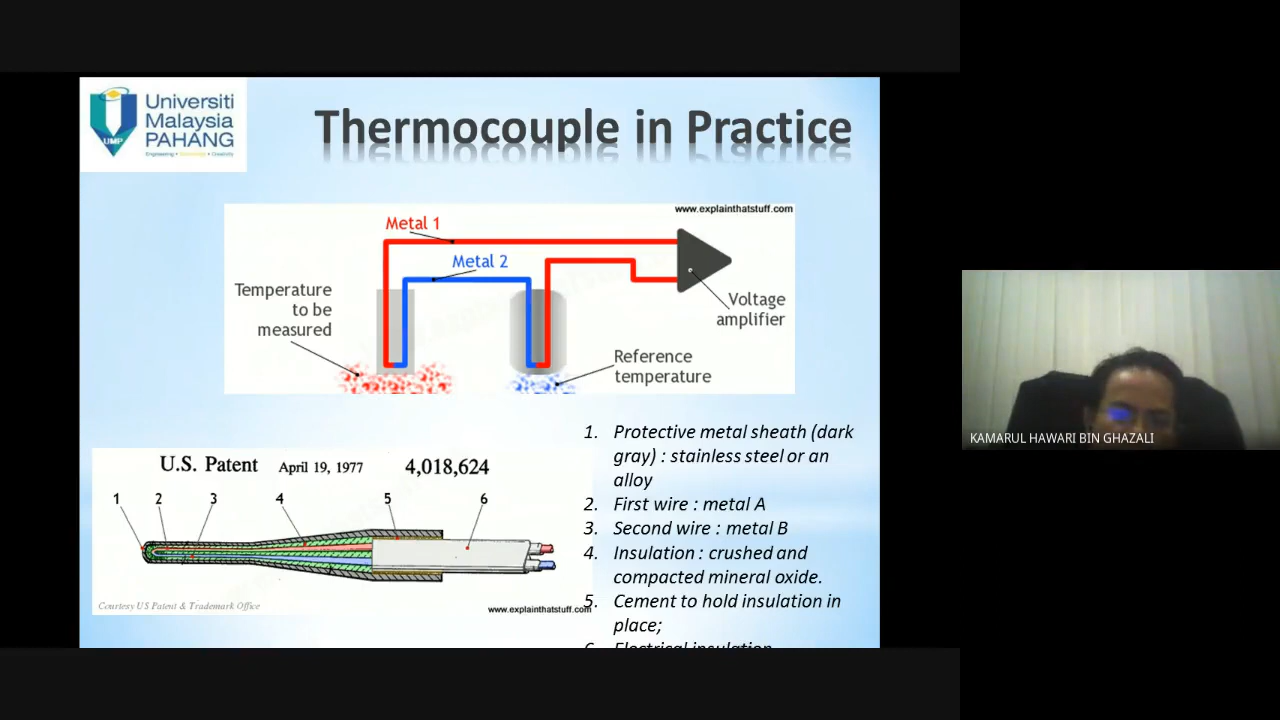 Universiti
Malaysia
PAHANG
UMP
Engineering • Technology • Creativity
Thermocouple in Practice
www.explainthatstuff.com
Metal 1
Metal 2
Temperature
to be
measured
Voltage
amplifier
Reference
temperature
U.S. Patent April 19, 1977 4,018,624
1 2 3 4 5 6
Courtesy US Patent & Trademark Office
www.explainthatstuff.com
1. Protective metal sheath (dark
gray) : stainless steel or an
alloy
2. First wire : metal A
3. Second wire : metal B
4. Insulation : crushed and
compacted mineral oxide.
5. Cement to hold insulation in
place;
6. Electrical insulation
KAMARUL HAWARI BIN GHAZALI